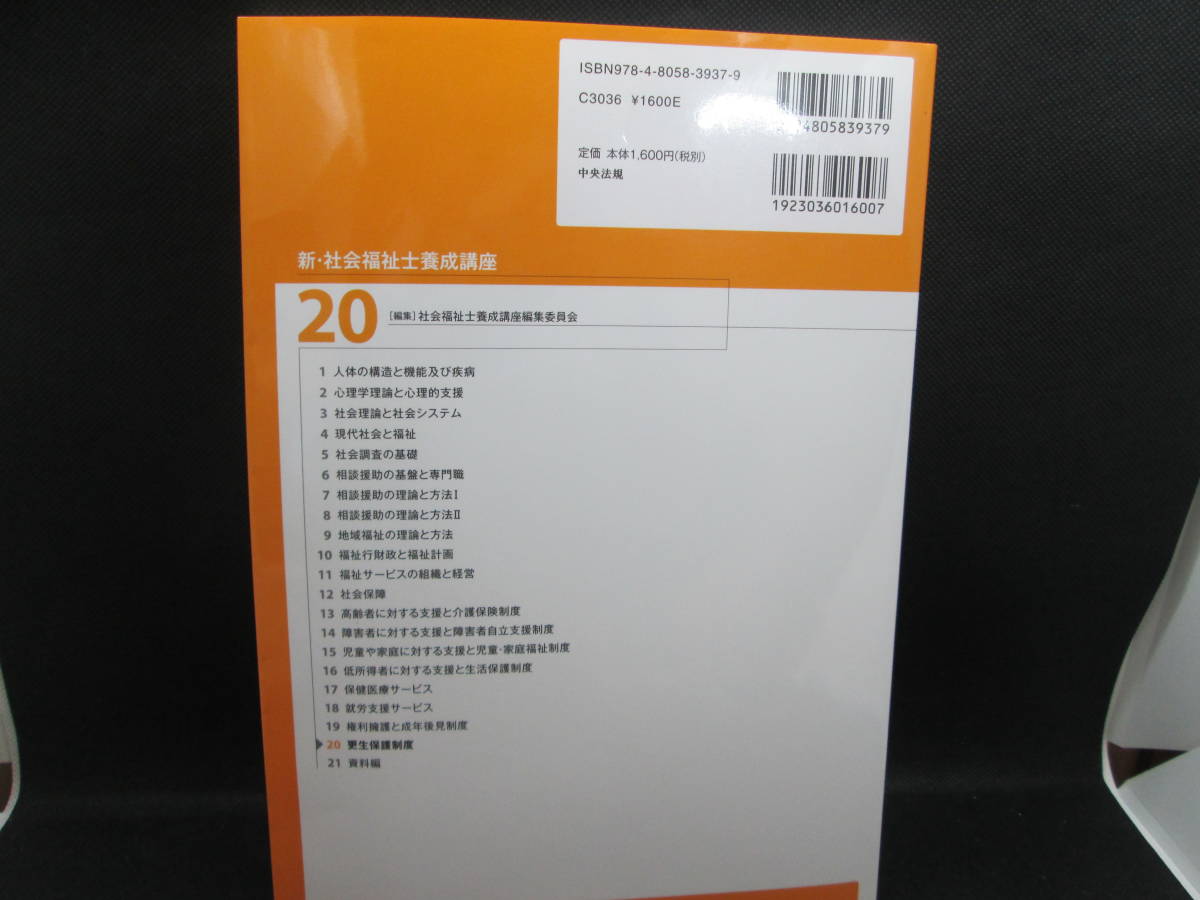 ISBN978-4-8058-3937-9
C3036 ¥1600E
4805839379
定価 本体1,600円(税別)
中央法規
1923036016007
新・社会福祉士養成講座
20
［編集］社会福祉士養成講座編集委員会
1 人体の構造と機能及び疾病
2 心理学理論と心理的支援
3 社会理論と社会システム
4 現代社会と福祉
5 社会調査の基礎
6 相談援助の基盤と専門職
7 相談援助の理論と方法Ⅰ
8 相談援助の理論と方法Ⅱ
9 地域福祉の理論と方法
10 福祉行財政と福祉計画
11 福祉サービスの組織と経営
12 社会保障
13 高齢者に対する支援と介護保険制度
14 障害者に対する支援と障害者自立支援制度
15 児童や家庭に対する支援と児童・家庭福祉制度
16 低所得者に対する支援と生活保護制度
17 保健医療サービス
18 就労支援サービス
19 権利擁護と成年後見制度
20 更生保護制度
21 資料編